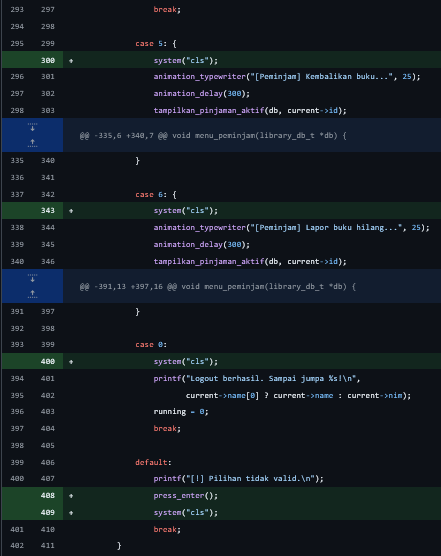 293 297 break;
294 298
295 299 case 5: {
300 + system("cls");
296 301 animation_typewriter("[Peminjam] Kembalikan buku...", 25);
297 302 animation_delay(300);
298 303 tampilkan_pinjaman_aktif(db, current->id);
@@ -335,6 +340,7 @@ void menu_peminjam(library_db_t *db) {
335 340 }
336 341
337 342 case 6: {
343 + system("cls");
338 344 animation_typewriter("[Peminjam] Lapor buku hilang...", 25);
339 345 animation_delay(300);
340 346 tampilkan_pinjaman_aktif(db, current->id);
@@ -391,13 +397,16 @@ void menu_peminjam(library_db_t *db) {
391 397 }
392 398
393 399 case 0:
400 + system("cls");
394 401 printf("Logout berhasil. Sampai jumpa %s!\n",
395 402 current->name[0] ? current->name : current->nim);
396 403 running = 0;
397 404 break;
398 405
399 406 default:
400 407 printf("[!] Pilihan tidak valid.\n");
408 + press_enter();
409 + system("cls");
401 410 break;
402 411 }